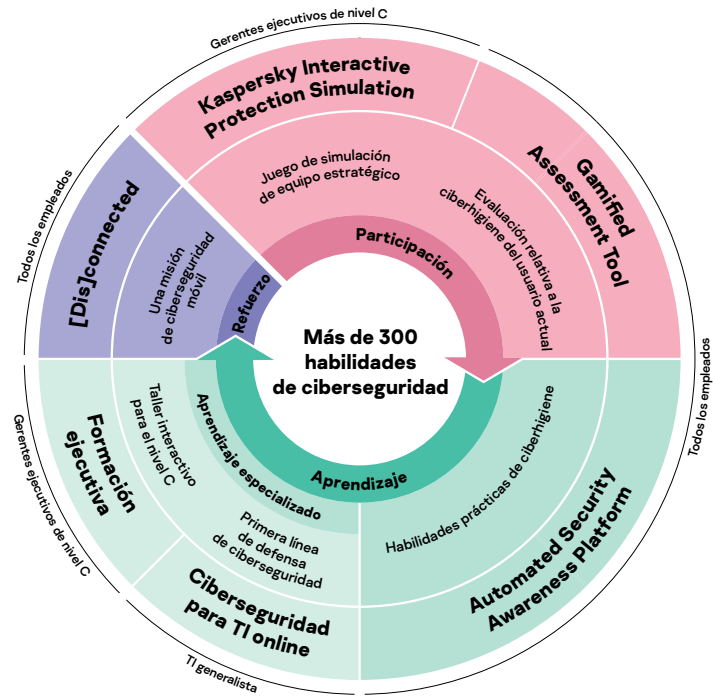 Gerentes ejecutivos de nivel C
Kaspersky Interactive
Protection Simulation
Juego de simulación
de equipo estratégico
Gamified
Assessment Tool
Evaluación relativa a la
ciberhigiene del usuario actual
Participación
Todos los empleados
[Dis]connected
Una misión
de ciberseguridad
móvil
Refuerzo
Más de 300
habilidades
de ciberseguridad
Todos los empleados
Formación
ejecutiva
Taller interactivo
para el nivel C
Aprendizaje especializado
Aprendizaje
Habilidades prácticas de ciberhigiene
Automated Security
Awareness Platform
Gerentes ejecutivos de nivel C
Primera línea
de defensa
de ciberseguridad
Ciberseguridad
para TI online
TI generalista